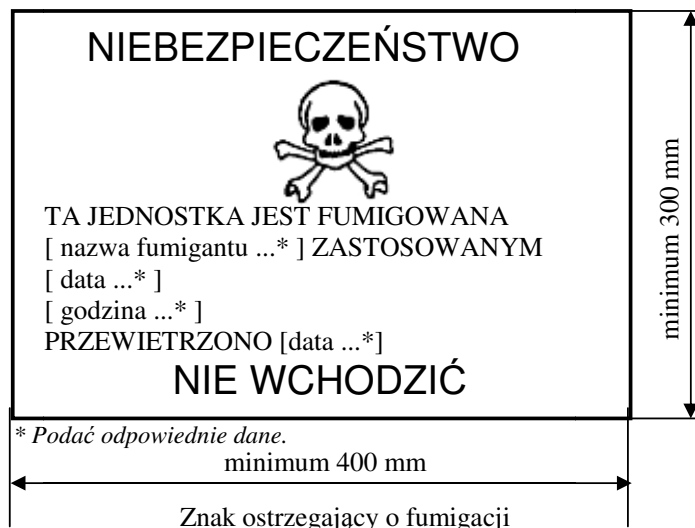 NIEBEZPIECZEŃSTWO
TA JEDNOSTKA JEST FUMIGOWANA
[ nazwa fumigantu ...* ] ZASTOSOWANYM
[ data ...* ]
[ godzina ...* ]
PRZEWIETRZONO [data ...*]
NIE WCHODZIĆ
minimum 300 mm
* Podać odpowiednie dane.
minimum 400 mm
Znak ostrzegający o fumigacji